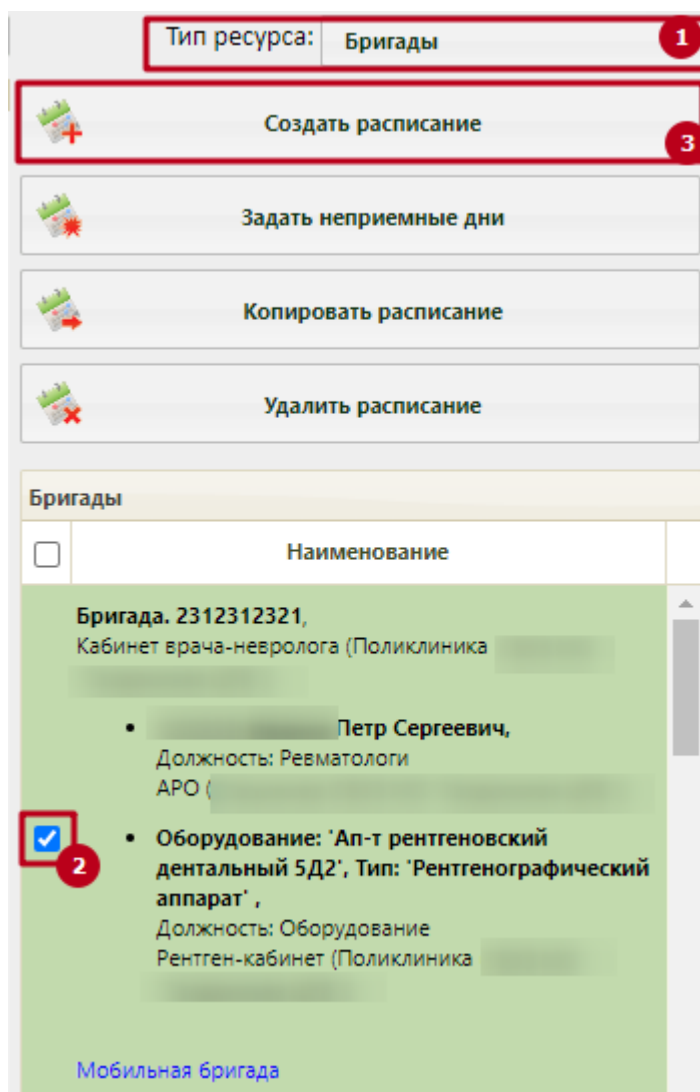 Тип ресурса: Бригады 1
Создать расписание
3
Задать неприемные дни
Копировать расписание
Удалить расписание
Бригады
Наименование
Бригада. 2312312321,
Кабинет врача-невролога (Поликлиника
Петр Сергеевич,
Должность: Ревматологи
АРО (
Оборудование: 'Ап-т рентгеновский
2
дентальный 5Д2', Тип: 'Рентгенографический
аппарат' ,
Должность: Оборудование
Рентген-кабинет (Поликлиника
Мобильная бригада